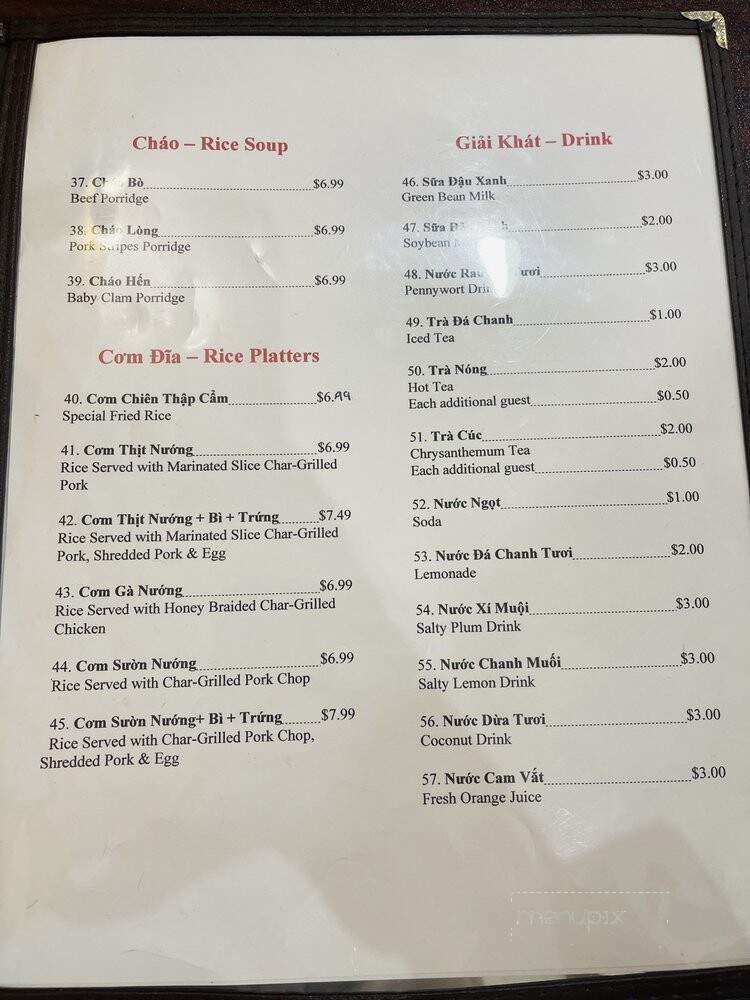 Cháo – Rice Soup
37. Bò $6.99
Beef Porridge
38. Cháo Lòng $6.99
Pork Porridge
39. Cháo Hến $6.99
Baby Clam Porridge
Cơm Đĩa – Rice Platters
40. Cơm Chiên Thập Cẩm $6.99
Special Fried Rice
41. Cơm Thịt Nướng $6.99
Rice Served with Marinated Slice Char-Grilled
Pork
42. Cơm Thịt Nướng + Bì + Trứng $7.49
Rice Served with Marinated Slice Char-Grilled
Pork, Shredded Pork & Egg
43. Cơm Gà Nướng $6.99
Rice Served with Honey Braided Char-Grilled
Chicken
44. Cơm Sườn Nướng $6.99
Rice Served with Char-Grilled Pork Chop
45. Cơm Sườn Nướng+ Bì + Trứng $7.99
Rice Served with Char-Grilled Pork Chop,
Shredded Pork & Egg
Giải Khát – Drink
46. Sữa Đậu Xanh $3.00
Green Bean Milk
47. Sữa $2.00
Soybean
48. Nước $3.00
Pennywort
49. Trà Đá Chanh $1.00
Iced Tea
50. Trà Nóng $2.00
Hot Tea
Each additional guest $0.50
51. Trà Cúc $2.00
Chrysanthemum Tea
Each additional guest $0.50
52. Nước Ngọt $1.00
Soda
53. Nước Đá Chanh Tươi $2.00
Lemonade
54. Nước Xí Muội $3.00
Salty Plum Drink
55. Nước Chanh Muối $3.00
Salty Lemon Drink
56. Nước Dừa Tươi $3.00
Coconut Drink
57. Nước Cam Vắt $3.00
Fresh Orange Juice